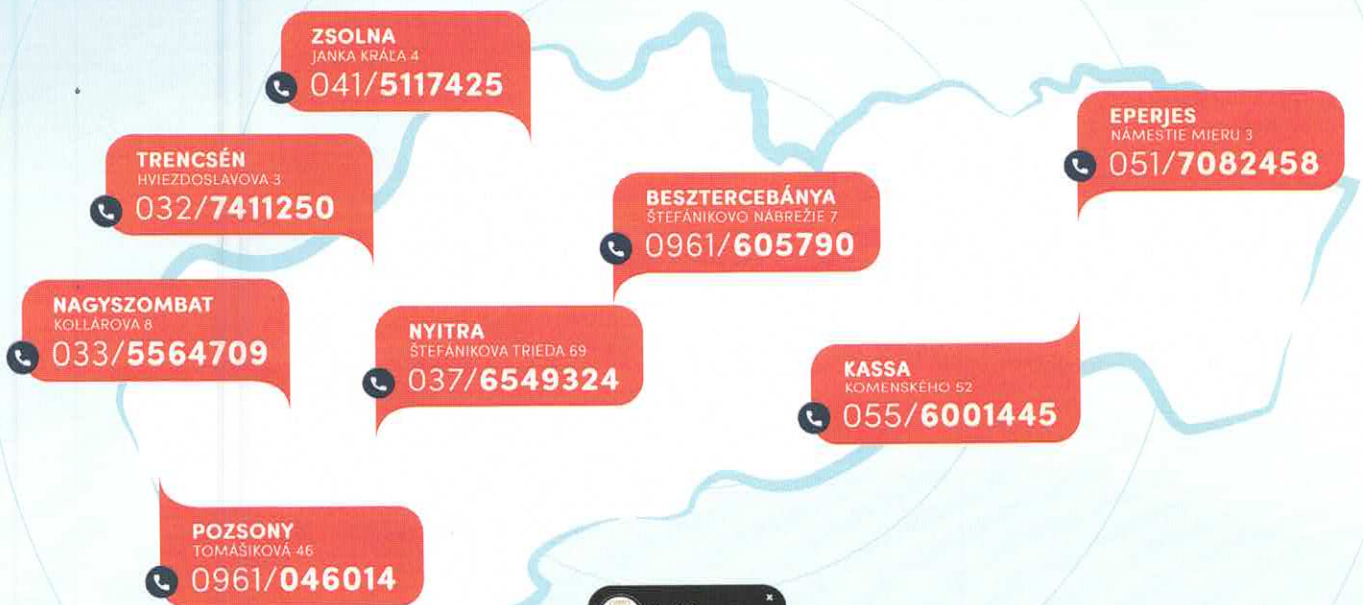 ZSOLNA
JANKA KRÁĽA 4
041/5117425
TRENCSÉN
HVIEZDOSLAVOVA 3
032/7411250
EPERJES
NÁMESTIE MIERU 3
051/7082458
BESZTERCEBÁNYA
ŠTEFÁNIKOVO NÁBREŽIE 7
0961/605790
NAGYSZOMBAT
KOLLÁROVA 8
033/5564709
NYITRA
ŠTEFÁNIKOVA TRIEDA 69
037/6549324
KASSA
KOMENSKÉHO 52
055/6001445
POZSONY
TOMÁŠIKOVÁ 46
0961/046014
x